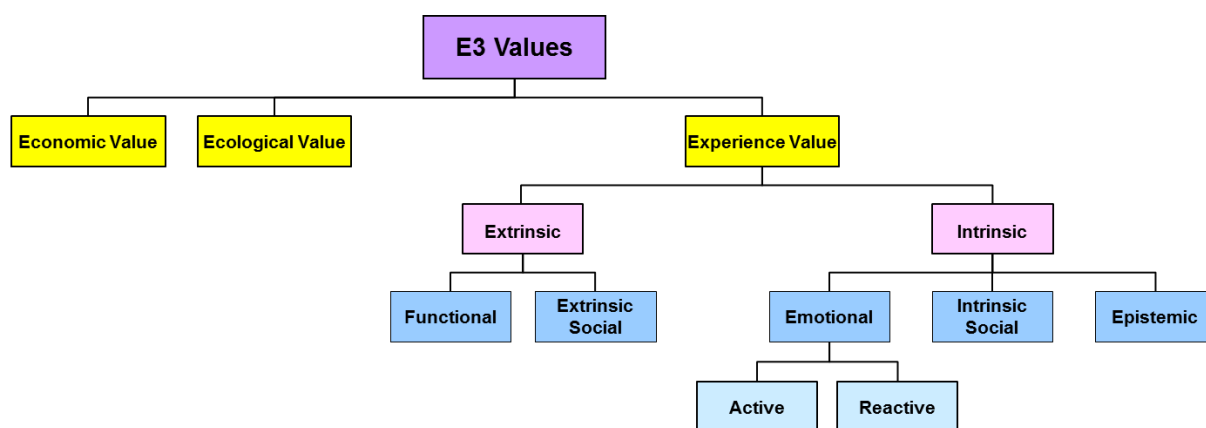 E3 Values
Economic Value
Ecological Value
Experience Value
Extrinsic
Intrinsic
Functional
Extrinsic
Social
Emotional
Intrinsic
Social
Epistemic
Active
Reactive